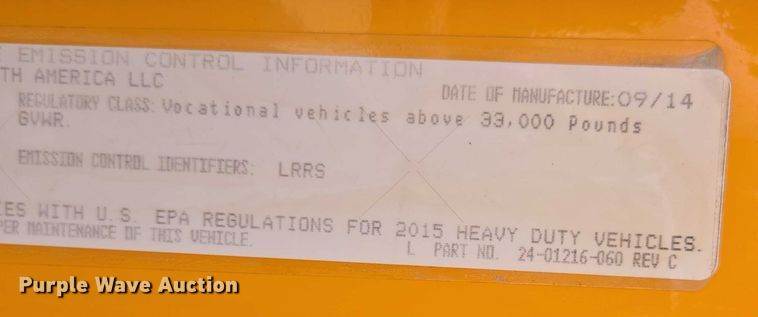 EMISSION CONTROL INFORMATION
TH AMERICA LLC
DATE OF MANUFACTURE: 09/14
REGULATORY CLASS: Vocational vehicles above 33,000 Pounds
GVWR.
EMISSION CONTROL IDENTIFIERS: LRRS
IES WITH U.S. EPA REGULATIONS FOR 2015 HEAVY DUTY VEHICLES.
PER MAINTENANCE OF THIS VEHICLE.
L PART NO. 24-01216-060 REV C
Purple Wave Auction